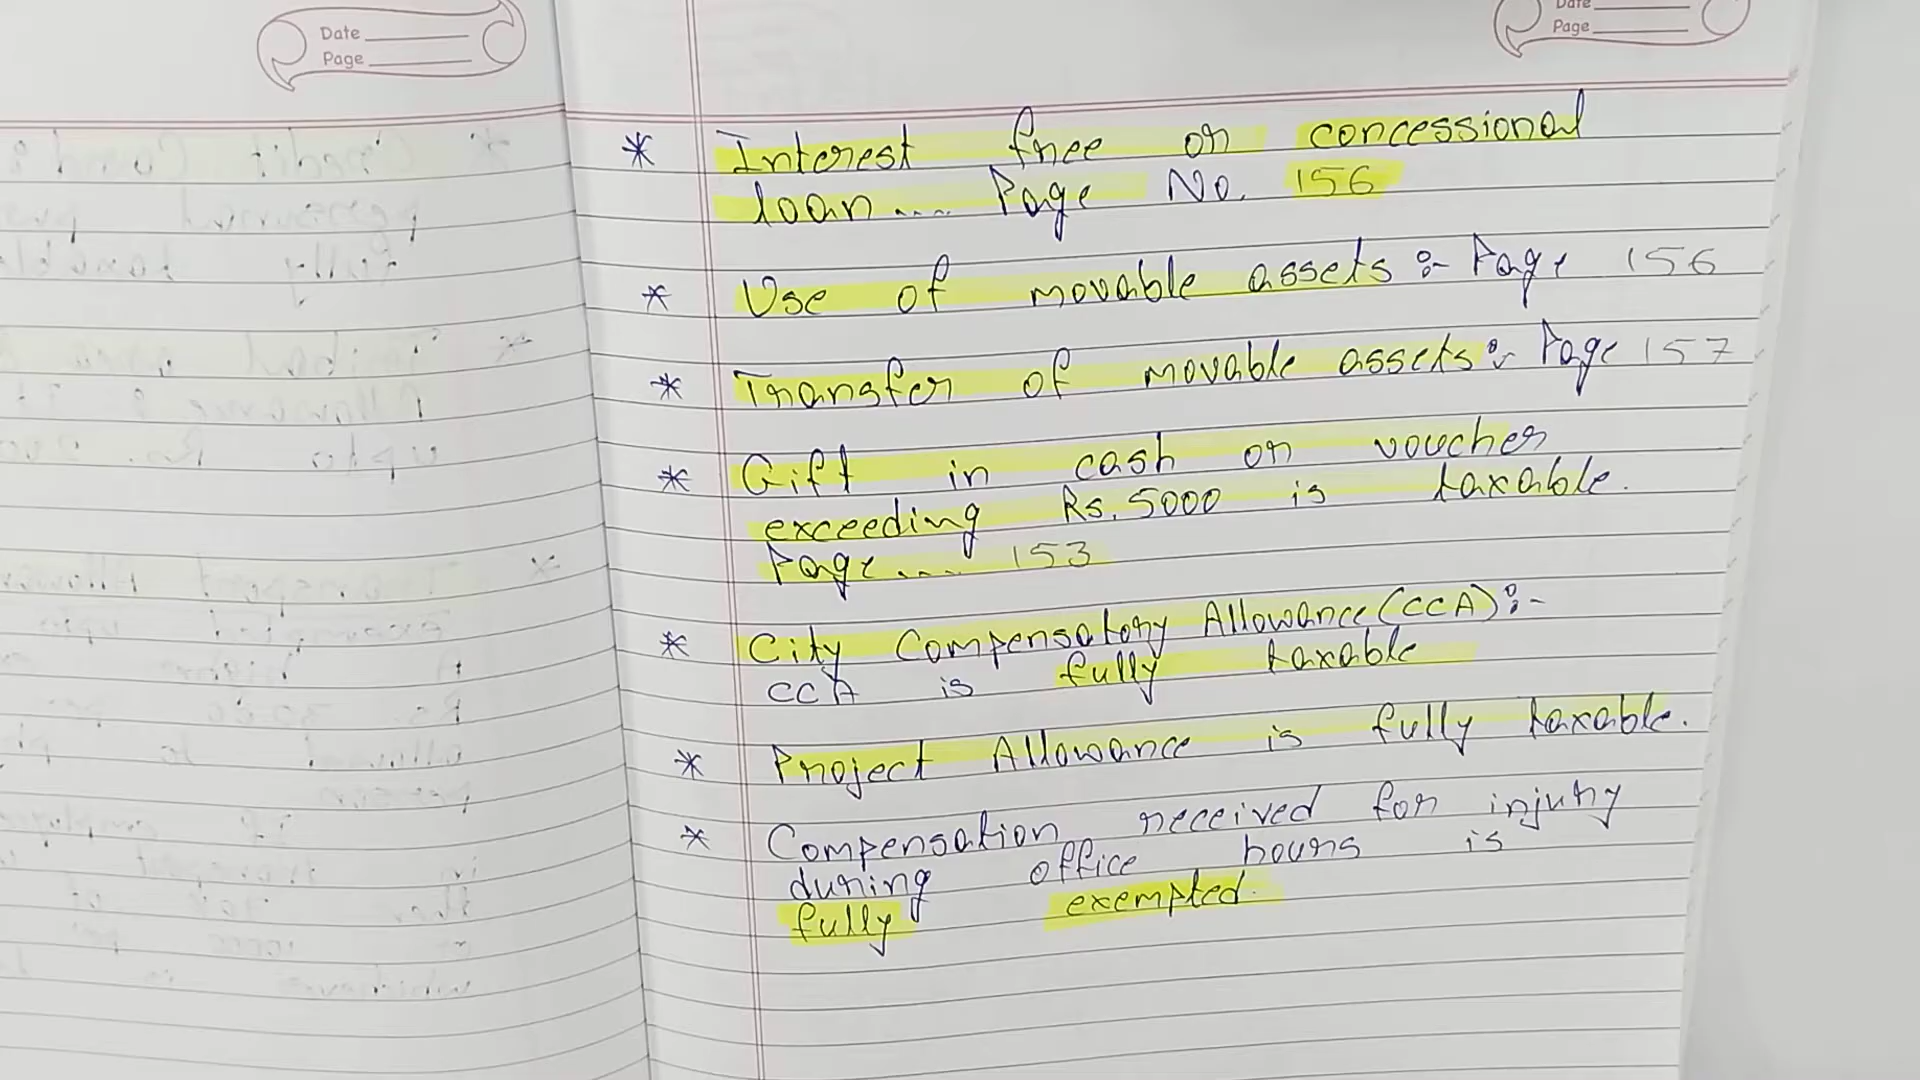 Date
Page
Date
Page
* Interest free or concessional
loan.... Page No. 156
* Use of movable assets :- Page 156
* Transfer of movable assets :- Page 157
* Gift in cash or voucher
exceeding Rs. 5000 is taxable.
Page.... 153
* City Compensatory Allowance (CCA) :-
CCA is fully taxable
* Project Allowance is fully taxable.
* Compensation received for injury
during office hours is
fully exempted.